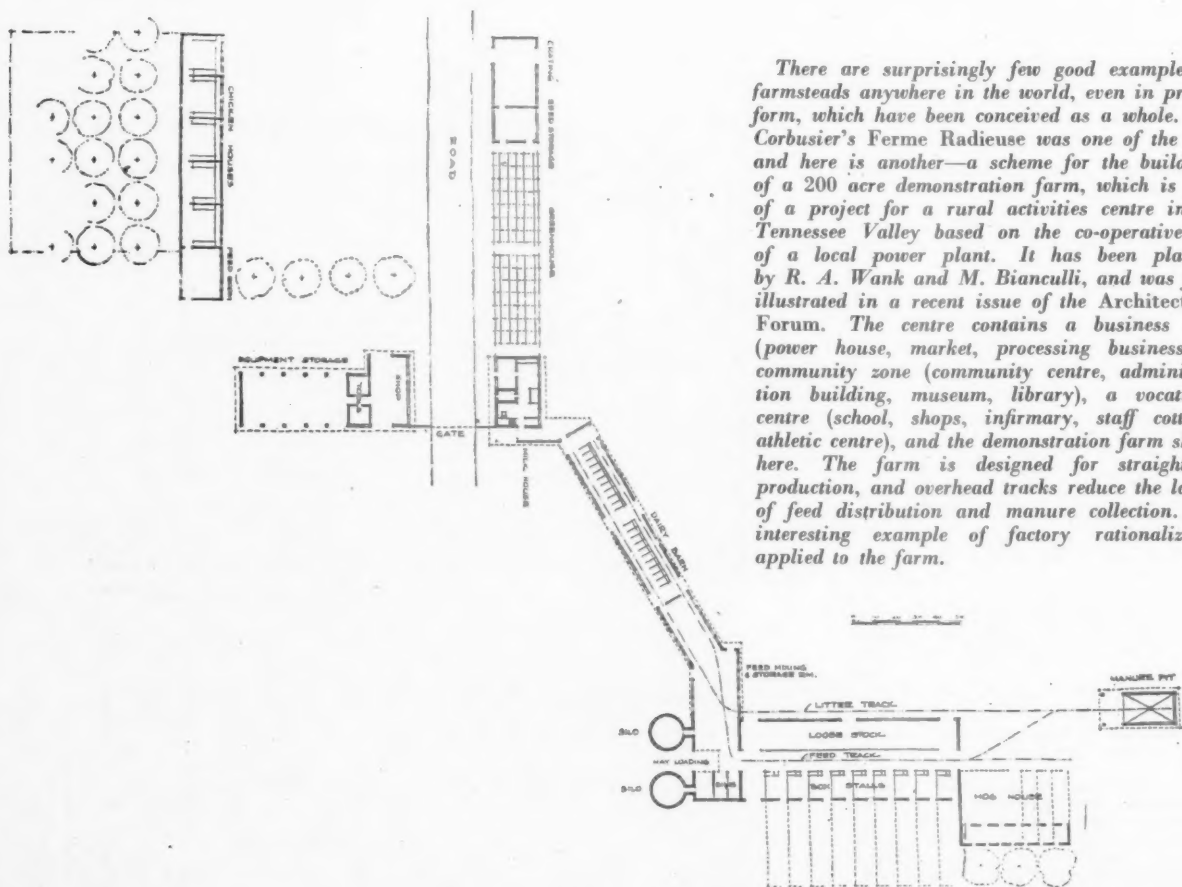 There are surprisingly few good example
farmsteads anywhere in the world, even in pr
form, which have been conceived as a whole.
Corbusier's Ferme Radieuse was one of the
and here is another—a scheme for the build
of a 200 acre demonstration farm, which is
of a project for a rural activities centre in
Tennessee Valley based on the co-operative
of a local power plant. It has been pla
by R. A. Wank and M. Bianculli, and was
illustrated in a recent issue of the Architect
Forum. The centre contains a business
(power house, market, processing business
community zone (community centre, admini
tion building, museum, library), a vocat
centre (school, shops, infirmary, staff cott
athletic centre), and the demonstration farm s
here. The farm is designed for straigh
production, and overhead tracks reduce the l
of feed distribution and manure collection.
interesting example of factory rationaliz
applied to the farm.
CHICKEN HOUSES
FEED RM
ROAD
SEED STORAGE
GREENHOUSE
EQUIPMENT STORAGE
TOOLS
SHOP
GATE
MILK HOUSE
DAIRY BARN
FEED MIXING
& STORAGE RM.
MANURE PIT
LITTER TRACK
SILO
LOOSE STOCK
HAY LOADING
FEED TRACK
SILO
BOX STALLS
HOG HOUSE